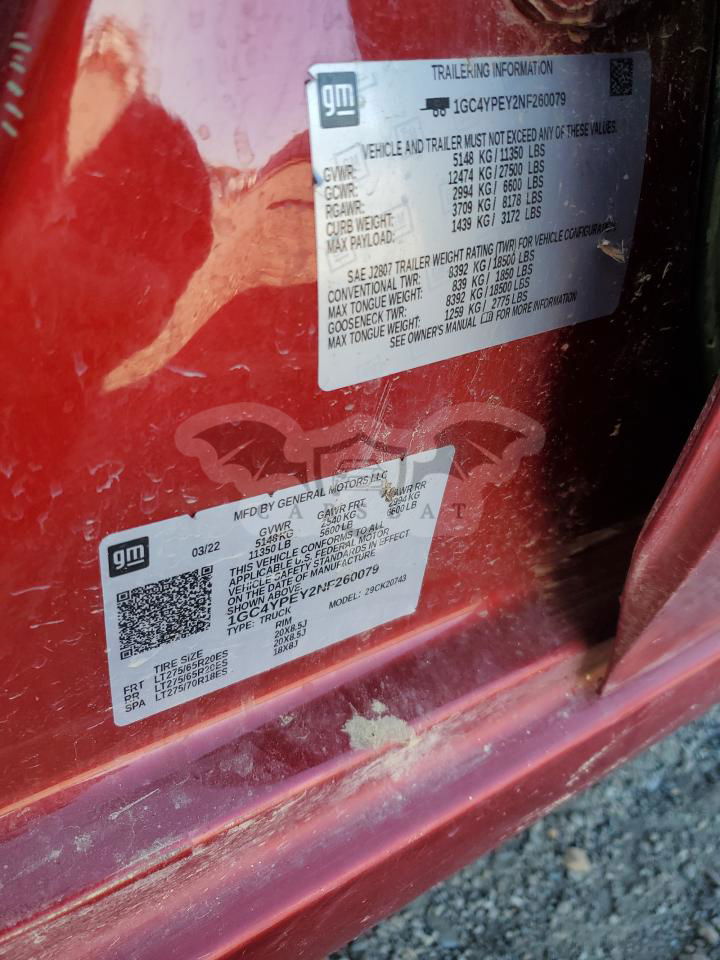 gm
TRAILERING INFORMATION
1GC4YPEY2NF260079
VEHICLE AND TRAILER MUST NOT EXCEED ANY OF THESE VALUES.
GVWR: 5148 KG/11350 LBS
GCWR: 12474 KG/27500 LBS
RGAWR: 2994 KG/ 6600 LBS
CURB WEIGHT: 3709 KG/ 8178 LBS
MAX PAYLOAD: 1439 KG/ 3172 LBS
SAE J2807 TRAILER WEIGHT RATING (TWR) FOR VEHICLE CONFIGURATION
CONVENTIONAL TWR: 8392 KG/18500 LBS
MAX TONGUE WEIGHT: 839 KG/ 1850 LBS
GOOSENECK TWR: 8392 KG/18500 LBS
MAX TONGUE WEIGHT: 1259 KG/ 2775 LBS
SEE OWNER'S MANUAL FOR MORE INFORMATION
CARSBAT
gm
MFD BY GENERAL MOTORS LLC
03/22
GVWR GAWR FRT GAWR RR
5148 KG 2540 KG 2994 KG
11350 LB 5600 LB 6600 LB
THIS VEHICLE CONFORMS TO ALL
APPLICABLE U.S. FEDERAL MOTOR
VEHICLE SAFETY STANDARDS IN EFFECT
ON THE DATE OF MANUFACTURE
SHOWN ABOVE.
1GC4YPEY2NF260079
TYPE: TRUCK MODEL: 29CK20743
TIRE SIZE RIM
FRT LT275/65R20ES 20X8.5J
RR LT275/65R20ES 20X8.5J
SPA LT275/70R18ES 18X8J